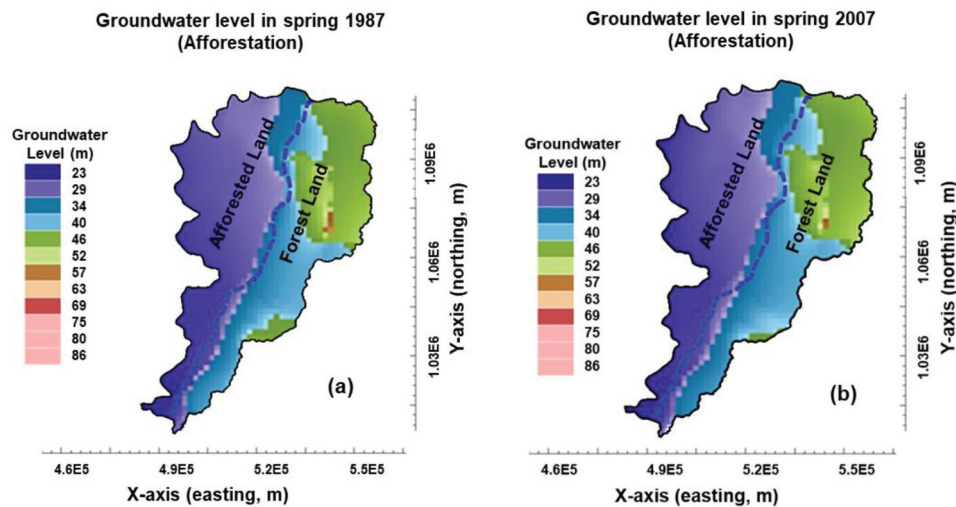 Groundwater level in spring 1987
(Afforestation)
Groundwater
Level (m)
23
29
34
40
46
52
57
63
69
75
80
86
Afforested Land
Forest Land
(a)
1.09E6
1.06E6
1.03E6
Y-axis (northing, m)
4.6E5 4.9E5 5.2E5 5.5E5
X-axis (easting, m)
Groundwater level in spring 2007
(Afforestation)
Groundwater
Level (m)
23
29
34
40
46
52
57
63
69
75
80
86
Afforested Land
Forest Land
(b)
1.09E6
1.06E6
1.03E6
Y-axis (northing, m)
4.6E5 4.9E5 5.2E5 5.5E5
X-axis (easting, m)